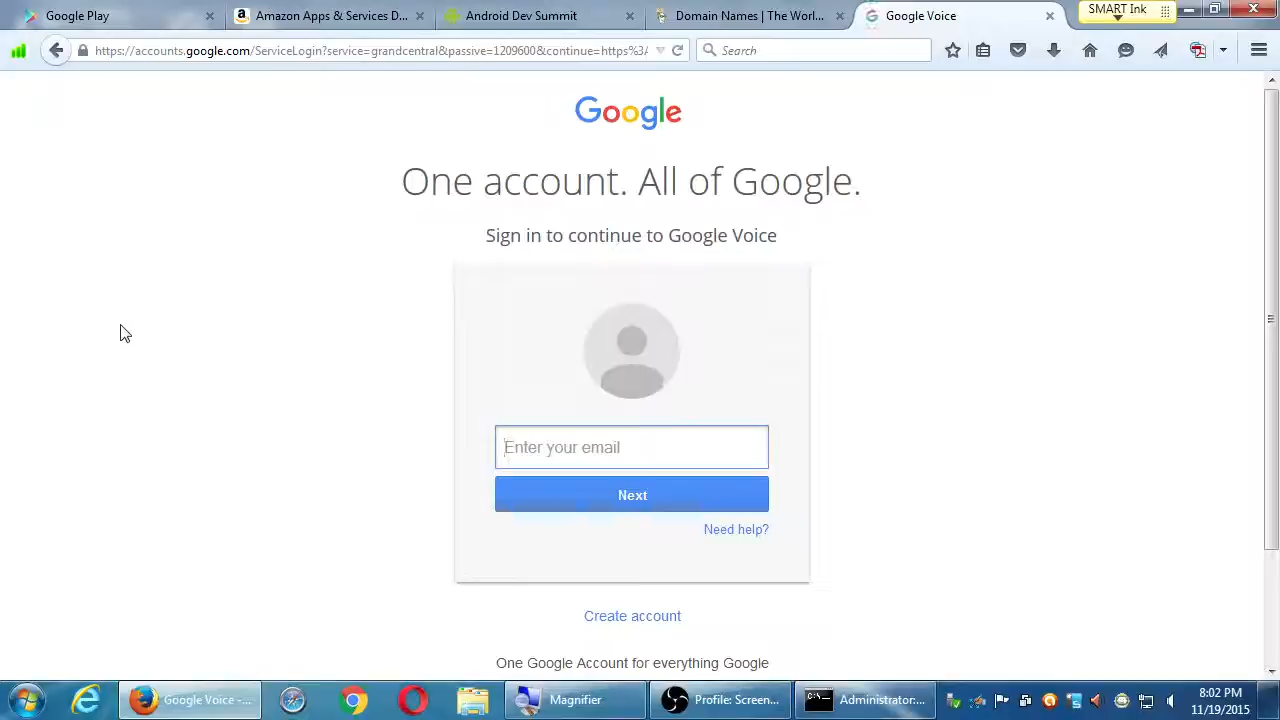 Google Play
Amazon Apps & Services D...
Android Dev Summit
Domain Names | The Worl...
Google Voice
SMART Ink
https://accounts.google.com/ServiceLogin?service=grandcentral&passive=1209600&continue=https%3/
Search
Google
One account. All of Google.
Sign in to continue to Google Voice
Enter your email
Next
Need help?
Create account
One Google Account for everything Google
Google Voice -...
Magnifier
Profile: Screen...
Administrator:...
8:02 PM
11/19/2015